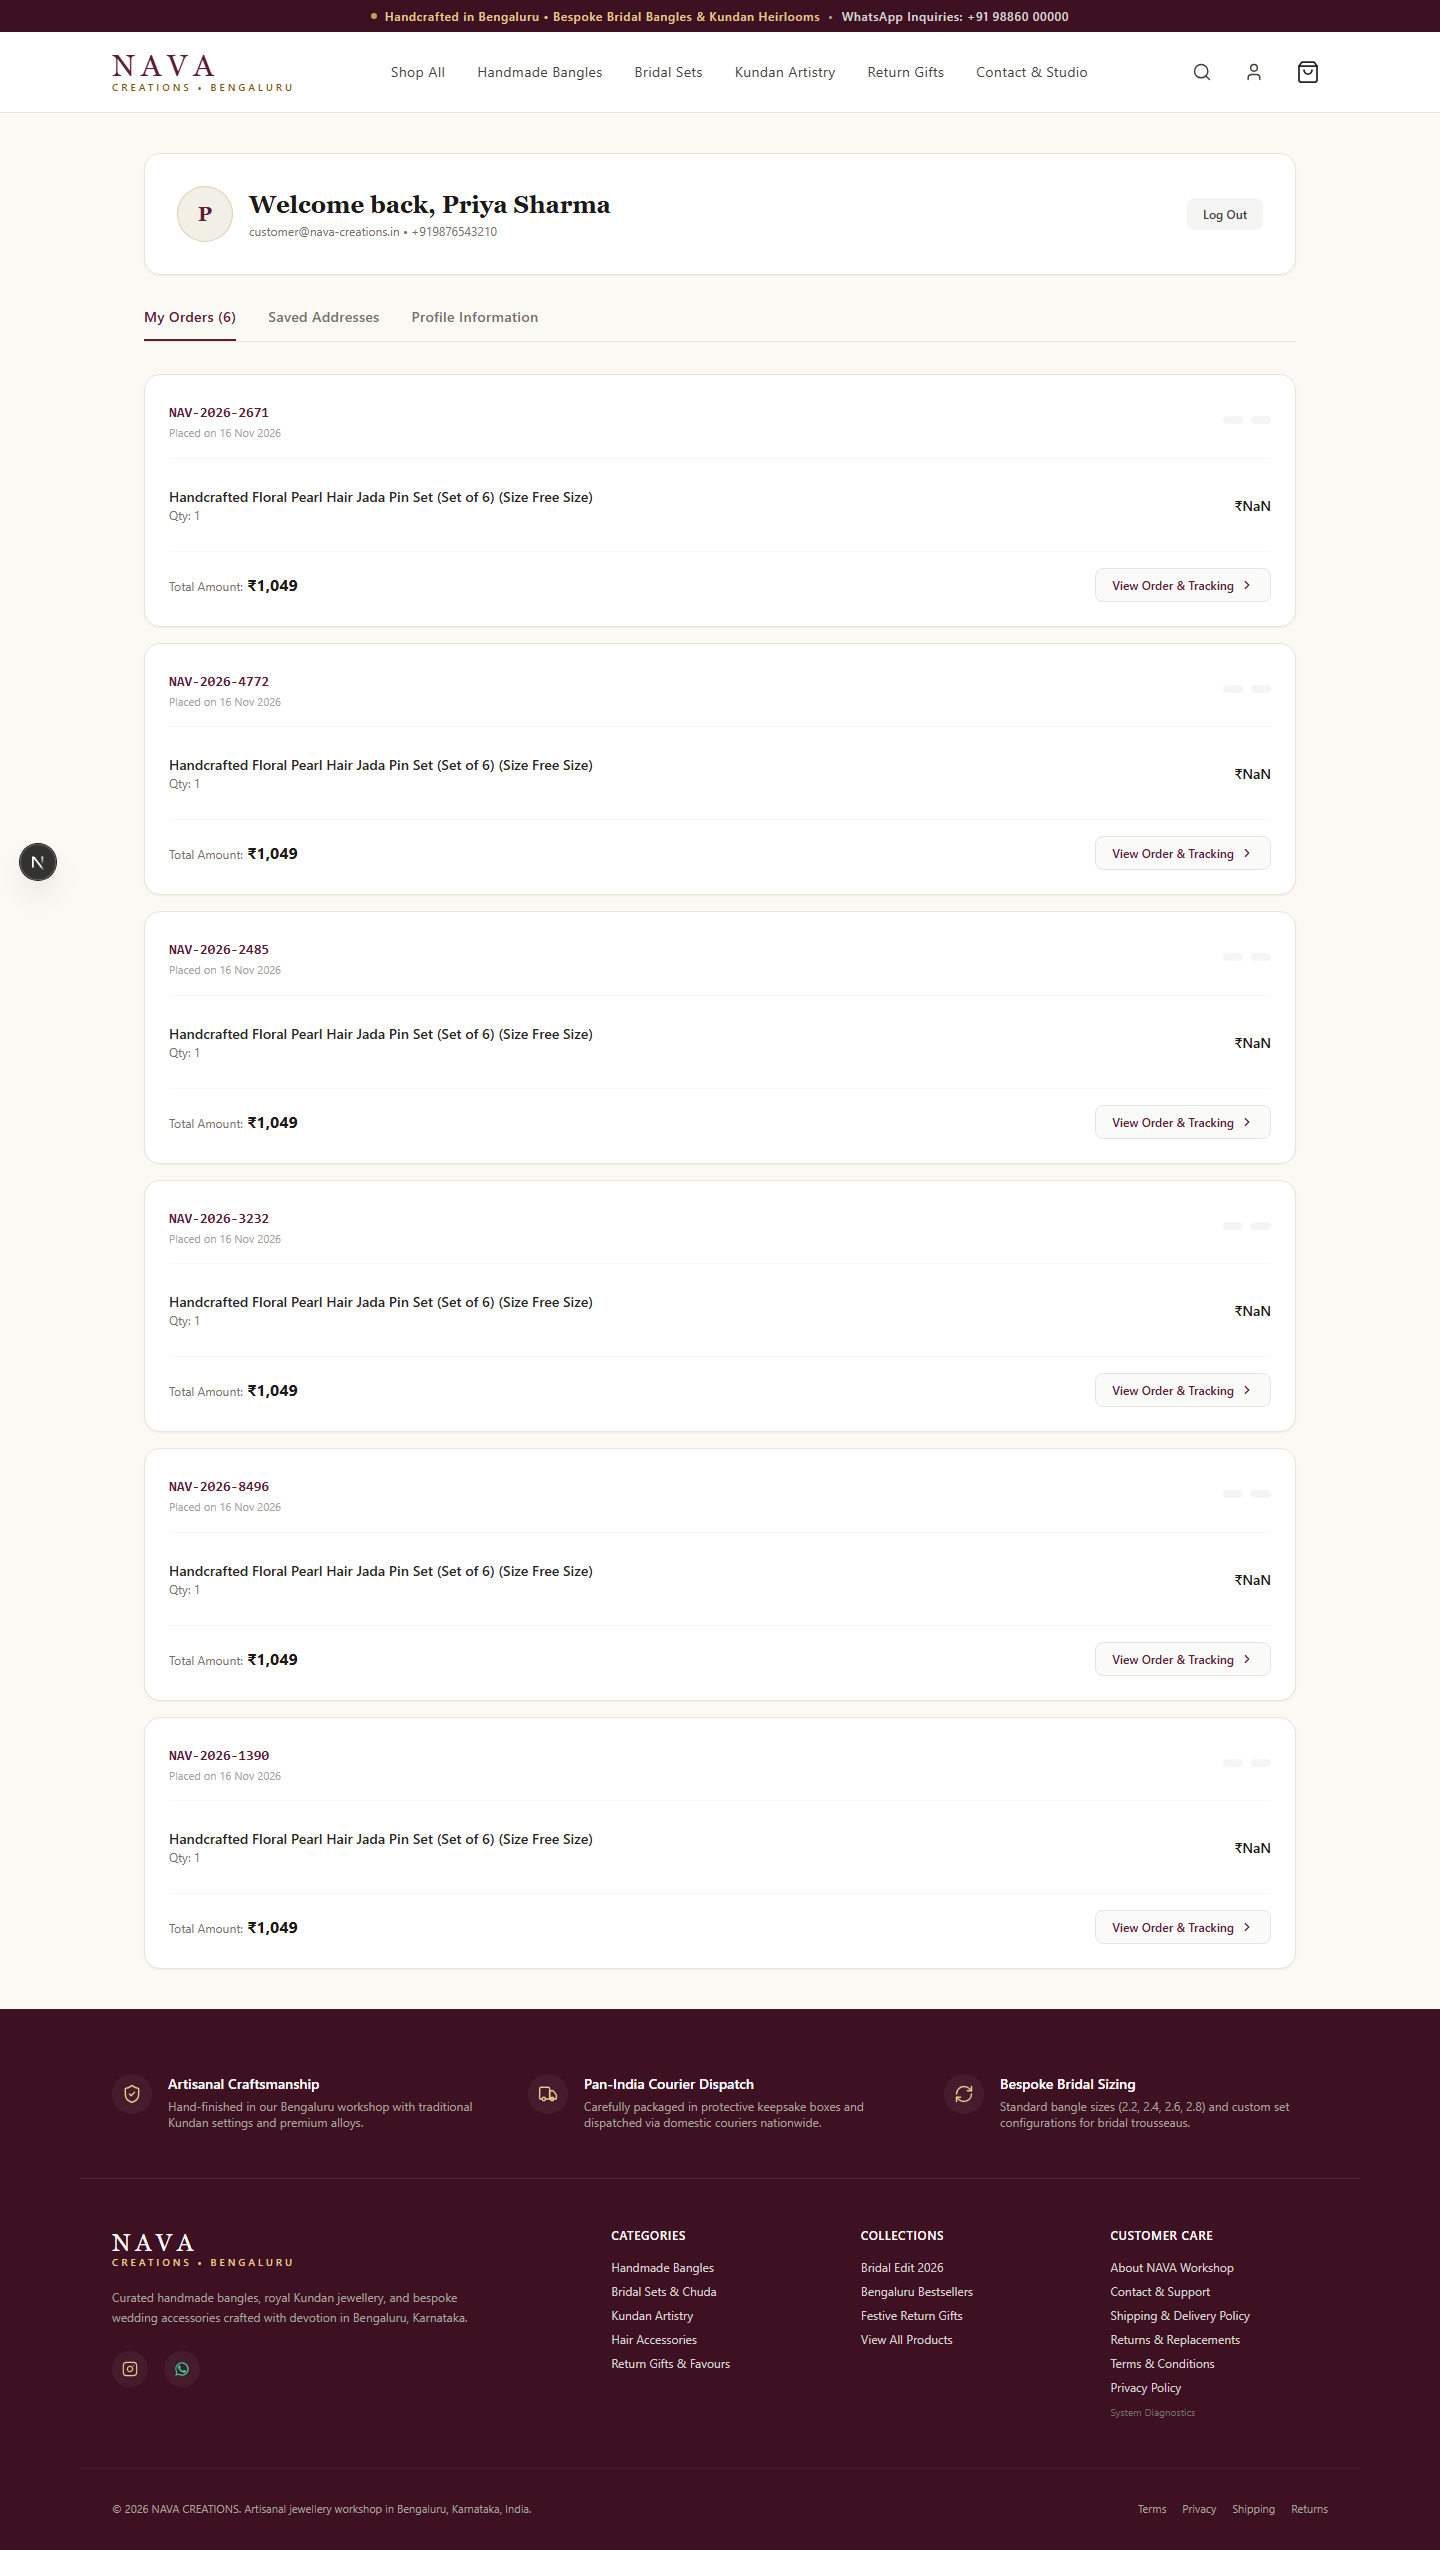 Handcrafted in Bengaluru • Bespoke Bridal Bangles & Kundan Heirlooms • WhatsApp Inquiries: +91 98860 00000
NAVA
CREATIONS • BENGALURU
Shop All
Handmade Bangles
Bridal Sets
Kundan Artistry
Return Gifts
Contact & Studio
P
Welcome back, Priya Sharma
customer@nava-creations.in • +919876543210
Log Out
My Orders (6)
Saved Addresses
Profile Information
NAV-2026-2671
Placed on 16 Nov 2026
Handcrafted Floral Pearl Hair Jada Pin Set (Set of 6) (Size Free Size)
Qty: 1
₹NaN
Total Amount: ₹1,049
View Order & Tracking
NAV-2026-4772
Placed on 16 Nov 2026
Handcrafted Floral Pearl Hair Jada Pin Set (Set of 6) (Size Free Size)
Qty: 1
₹NaN
Total Amount: ₹1,049
View Order & Tracking
N
NAV-2026-2485
Placed on 16 Nov 2026
Handcrafted Floral Pearl Hair Jada Pin Set (Set of 6) (Size Free Size)
Qty: 1
₹NaN
Total Amount: ₹1,049
View Order & Tracking
NAV-2026-3232
Placed on 16 Nov 2026
Handcrafted Floral Pearl Hair Jada Pin Set (Set of 6) (Size Free Size)
Qty: 1
₹NaN
Total Amount: ₹1,049
View Order & Tracking
NAV-2026-8496
Placed on 16 Nov 2026
Handcrafted Floral Pearl Hair Jada Pin Set (Set of 6) (Size Free Size)
Qty: 1
₹NaN
Total Amount: ₹1,049
View Order & Tracking
NAV-2026-1390
Placed on 16 Nov 2026
Handcrafted Floral Pearl Hair Jada Pin Set (Set of 6) (Size Free Size)
Qty: 1
₹NaN
Total Amount: ₹1,049
View Order & Tracking
Artisanal Craftsmanship
Hand-finished in our Bengaluru workshop with traditional
Kundan settings and premium alloys.
Pan-India Courier Dispatch
Carefully packaged in protective keepsake boxes and
dispatched via domestic couriers nationwide.
Bespoke Bridal Sizing
Standard bangle sizes (2.2, 2.4, 2.6, 2.8) and custom set
configurations for bridal trousseaus.
NAVA
CREATIONS • BENGALURU
Curated handmade bangles, royal Kundan jewellery, and bespoke
wedding accessories crafted with devotion in Bengaluru, Karnataka.
CATEGORIES
Handmade Bangles
Bridal Sets & Chuda
Kundan Artistry
Hair Accessories
Return Gifts & Favours
COLLECTIONS
Bridal Edit 2026
Bengaluru Bestsellers
Festive Return Gifts
View All Products
CUSTOMER CARE
About NAVA Workshop
Contact & Support
Shipping & Delivery Policy
Returns & Replacements
Terms & Conditions
Privacy Policy
System Diagnostics
© 2026 NAVA CREATIONS. Artisanal jewellery workshop in Bengaluru, Karnataka, India.
Terms
Privacy
Shipping
Returns